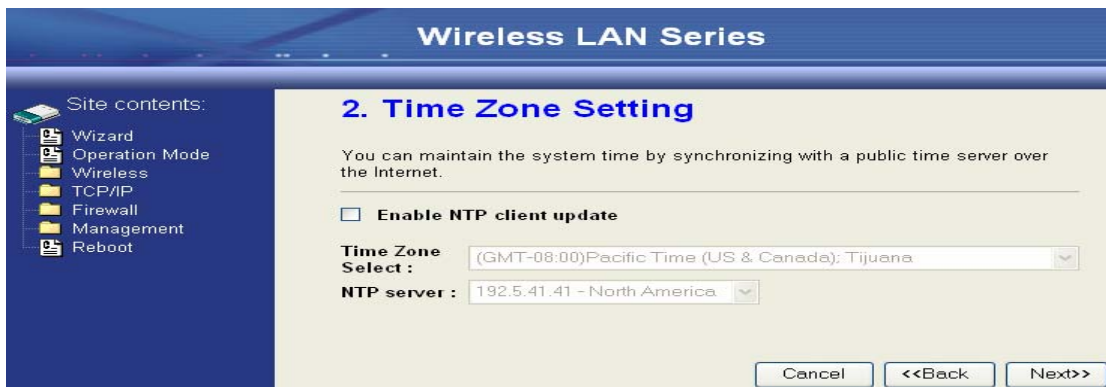 Wireless LAN Series
Site contents:
Wizard
Operation Mode
Wireless
TCP/IP
Firewall
Management
Reboot
2. Time Zone Setting
You can maintain the system time by synchronizing with a public time server over
the Internet.
Enable NTP client update
Time Zone
Select :
(GMT-08:00)Pacific Time (US & Canada); Tijuana
NTP server :
192.5.41.41 - North America
Cancel
<<Back
Next>>